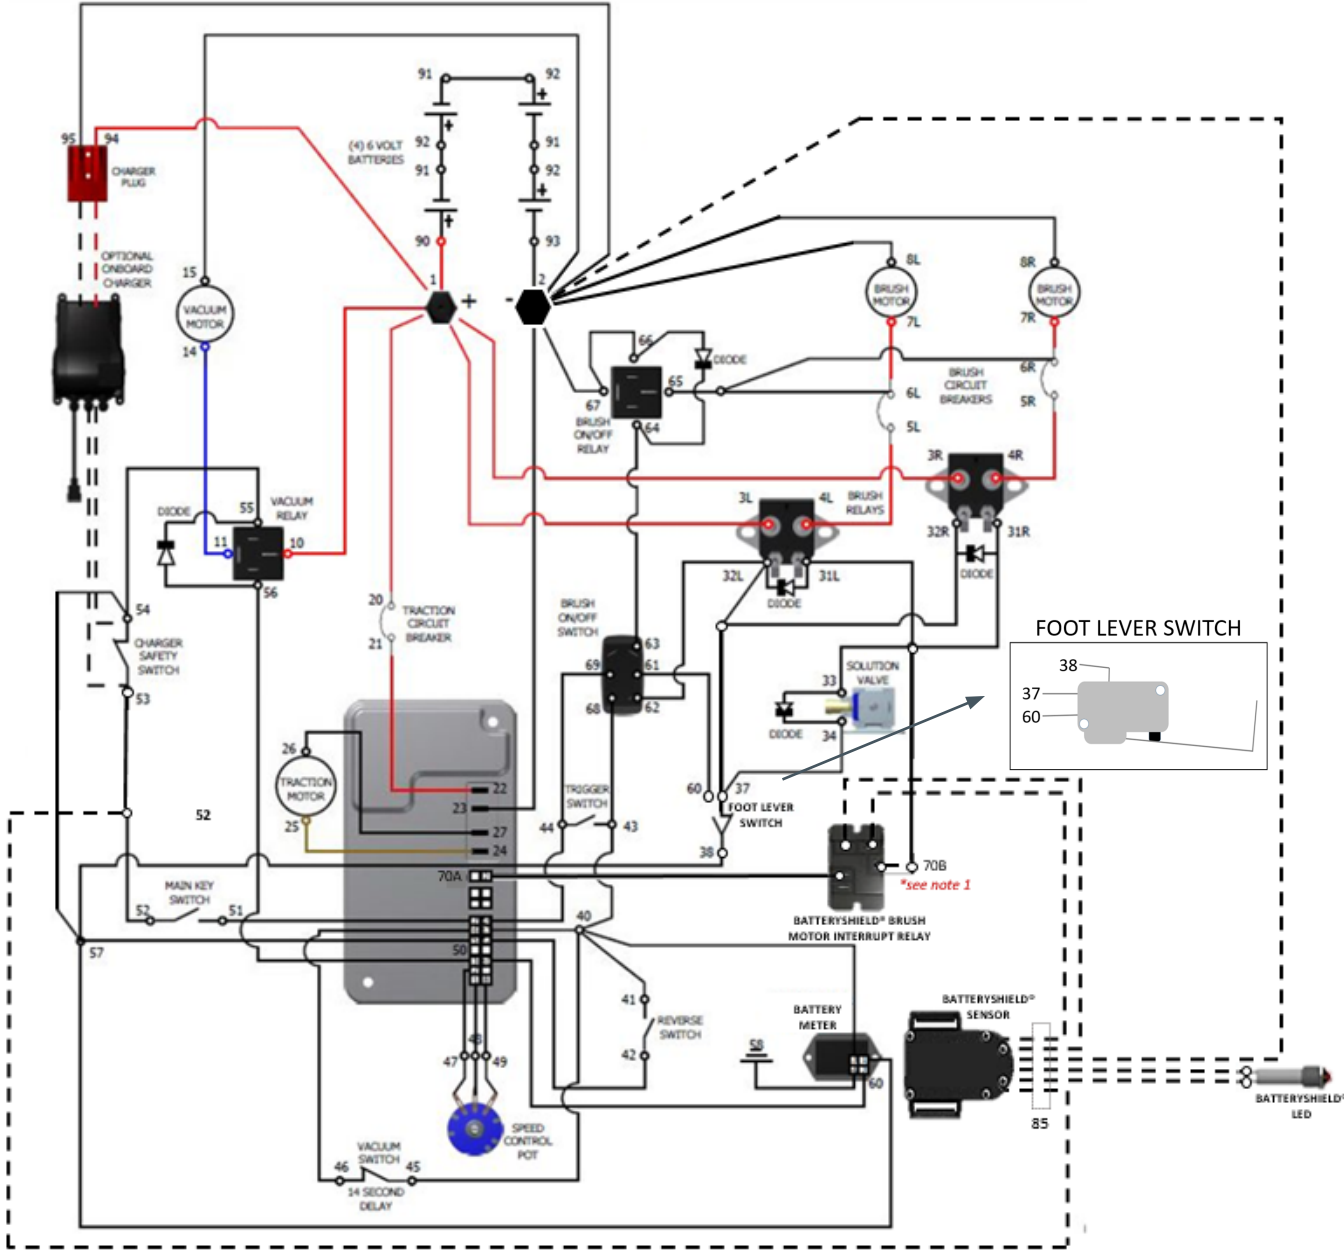 91
92
(4) 6 VOLT
BATTERIES
92
91
91
92
95
94
CHARGER
PLUG
90
93
OPTIONAL
ONBOARD
CHARGER
15
VACUUM
MOTOR
14
1
+
-
2
8L
BRUSH
MOTOR
7L
8R
BRUSH
MOTOR
7R
66
DIODE
65
67
BRUSH
ON/OFF
RELAY
64
6L
5L
BRUSH
CIRCUIT
BREAKERS
6R
5R
3R
4R
3L
4L
BRUSH
RELAYS
32R
31R
DIODE
32L
31L
DIODE
DIODE
55
VACUUM
RELAY
11
10
56
20
TRACTION
CIRCUIT
BREAKER
21
54
CHARGER
SAFETY
SWITCH
53
BRUSH
ON/OFF
SWITCH
63
69
61
68
62
FOOT LEVER SWITCH
38
37
60
33
SOLUTION
VALVE
DIODE
34
26
TRACTION
MOTOR
25
22
23
27
24
70A
50
TRIGGER
SWITCH
44
43
60
37
FOOT LEVER
SWITCH
38
52
70B
*see note 1
BATTERYSHIELD® BRUSH
MOTOR INTERRUPT RELAY
MAIN KEY
SWITCH
52
51
57
40
41
REVERSE
SWITCH
42
BATTERY
METER
58
60
BATTERYSHIELD®
SENSOR
85
BATTERYSHIELD®
LED
47
48
49
SPEED
CONTROL
POT
VACUUM
SWITCH
46
45
14 SECOND
DELAY